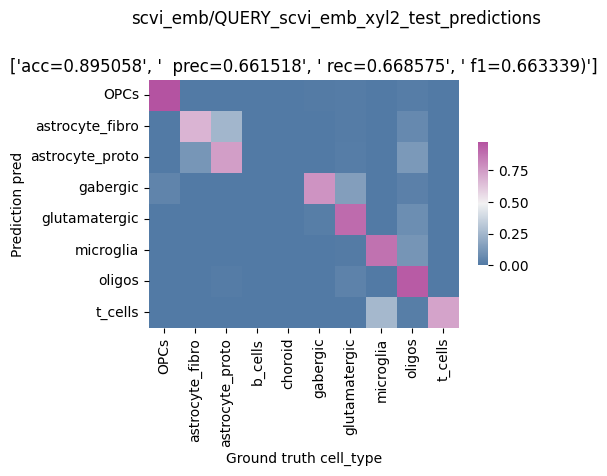 scvi_emb/QUERY_scvi_emb_xyl2_test_predictions
['acc=0.895058', '  prec=0.661518', ' rec=0.668575', ' f1=0.663339)']
OPCs
astrocyte_fibro
astrocyte_proto
gabergic
glutamatergic
microglia
oligos
t_cells
Prediction pred
0.75
0.50
0.25
0.00
OPCs
astrocyte_fibro
astrocyte_proto
b_cells
choroid
gabergic
glutamatergic
microglia
oligos
t_cells
Ground truth cell_type